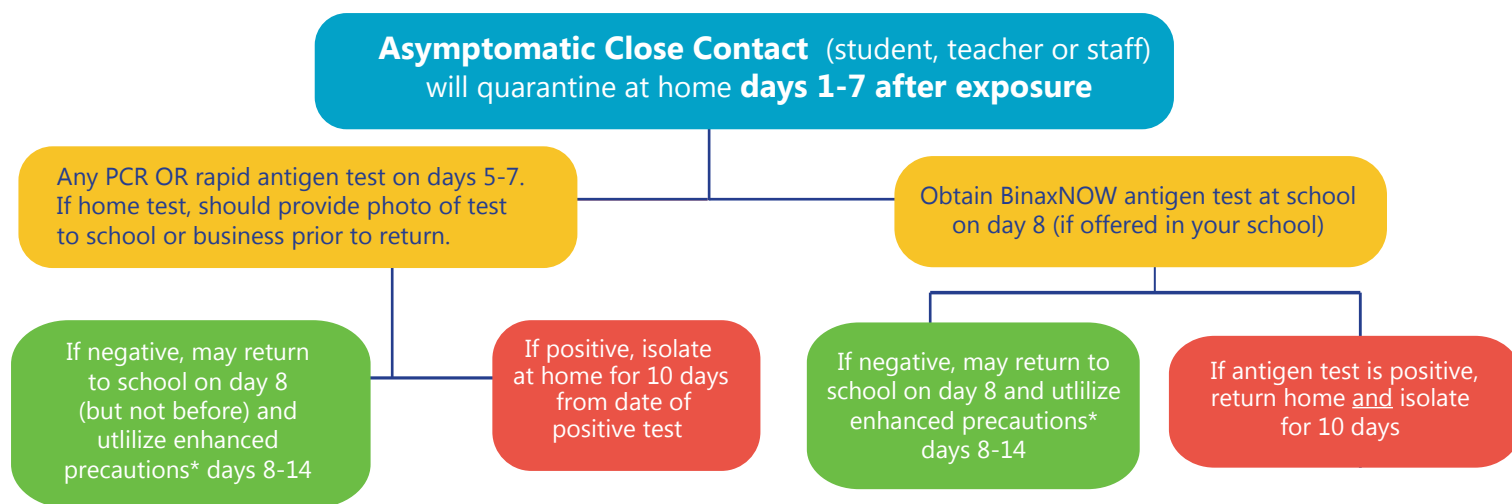 Asymptomatic Close Contact (student, teacher or staff)
will quarantine at home days 1-7 after exposure
Any PCR OR rapid antigen test on days 5-7.
If home test, should provide photo of test
to school or business prior to return.
Obtain BinaxNOW antigen test at school
on day 8 (if offered in your school)
If negative, may return
to school on day 8
(but not before) and
utlilize enhanced
precautions* days 8-14
If positive, isolate
at home for 10 days
from date of
positive test
If negative, may return to
school on day 8 and utlilize
enhanced precautions*
days 8-14
If antigen test is positive,
return home and isolate
for 10 days